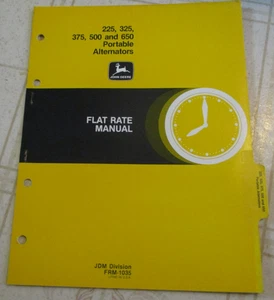 225, 325,
375, 500 and 650
Portable
Alternators
JOHN DEERE
FLAT RATE
MANUAL
JDM Division
FRM-1035